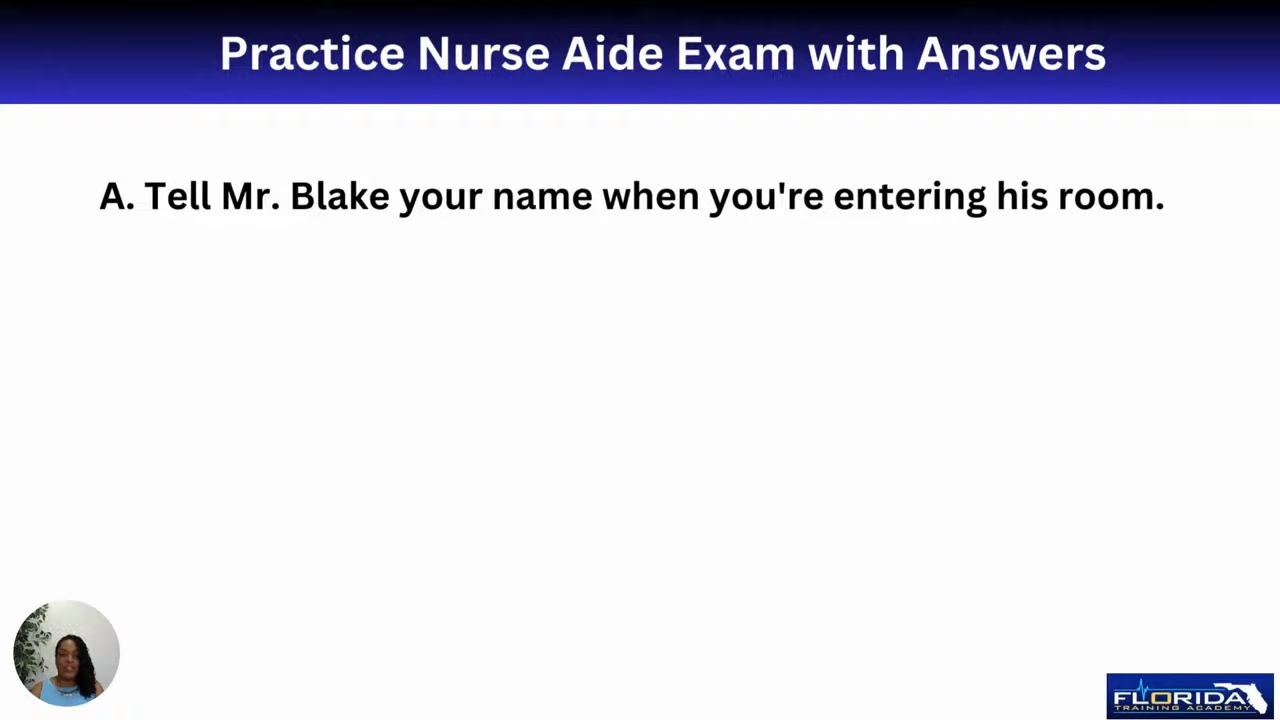 Practice Nurse Aide Exam with Answers
A. Tell Mr. Blake your name when you're entering his room.
FLORIDA
TRAINING ACADEMY